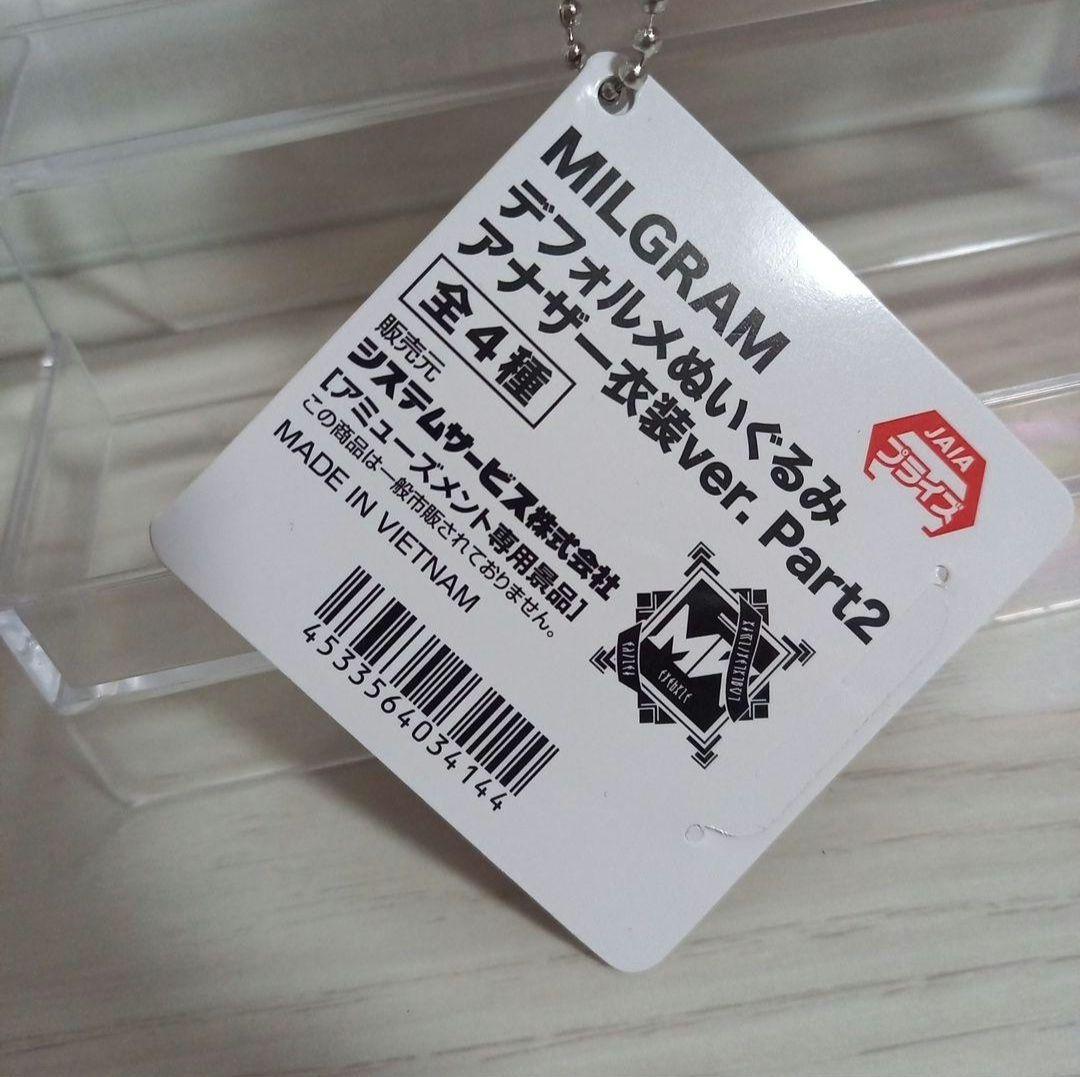 MILGRAM
デフォルメぬいぐるみ
アナザー衣装ver. Part2
全4種
販売元
システムサービス株式会社
[アミューズメント専用景品]
この商品は一般市販されておりません。
MADE IN VIETNAM
4533564034144
JAIA
プライズ